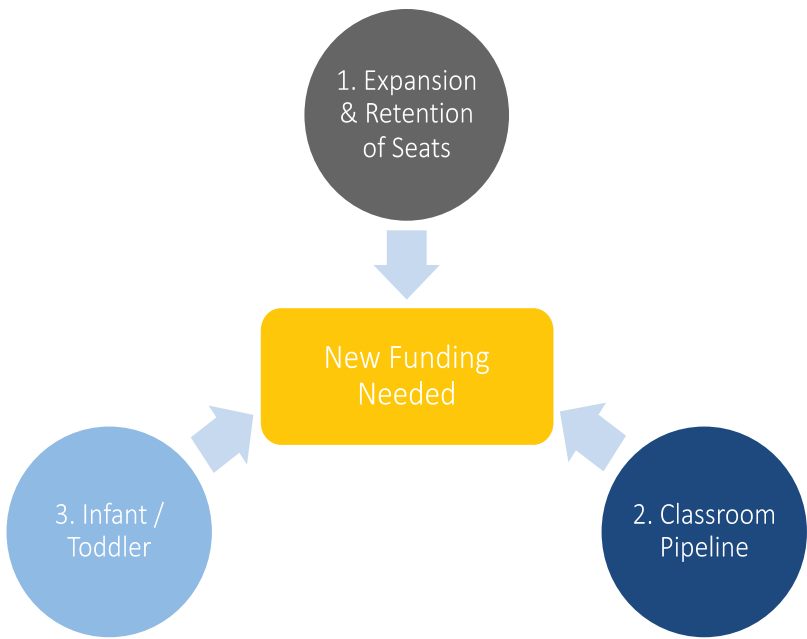 1. Expansion
& Retention
of Seats
New Funding
Needed
3. Infant /
Toddler
2. Classroom
Pipeline